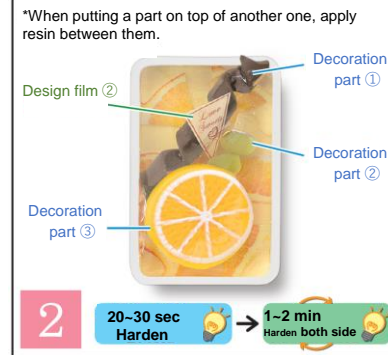 *When putting a part on top of another one, apply
resin between them.
Decoration
part ①
Design film ②
Decoration
part ②
Decoration
part ③
2
20~30 sec
Harden
1~2 min
Harden both side